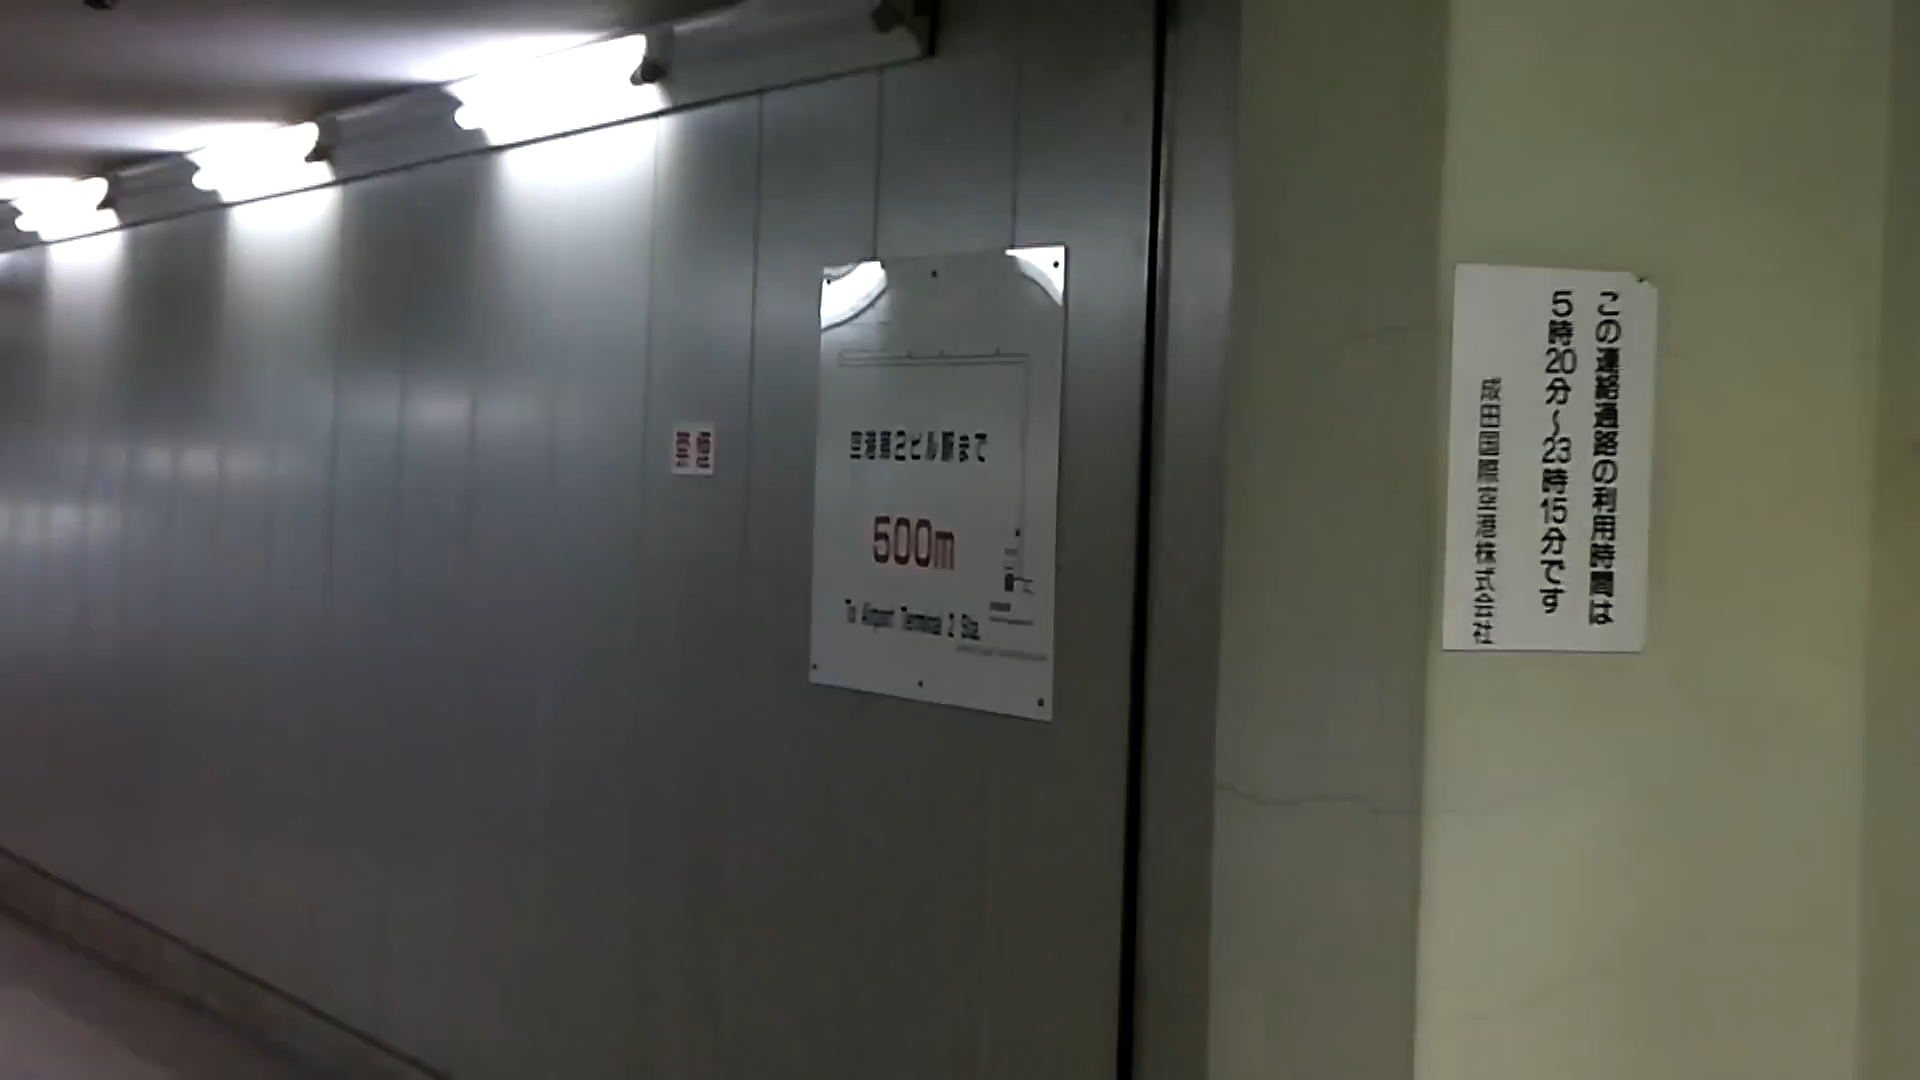 空港第2ビル駅まで
500m
To Airport Terminal 2 Sta.
この連絡通路の利用時間は
5時20分〜23時15分です
成田国際空港株式会社